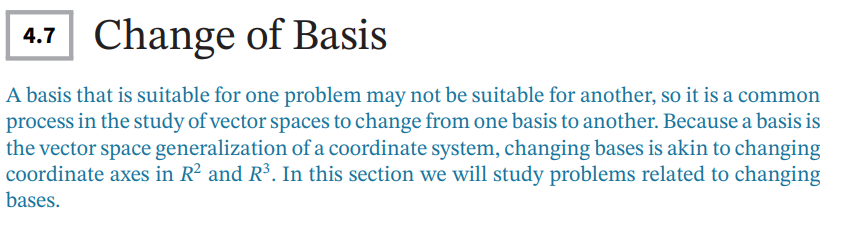 4.7 Change of Basis
A basis that is suitable for one problem may not be suitable for another, so it is a common
process in the study of vector spaces to change from one basis to another. Because a basis is
the vector space generalization of a coordinate system, changing bases is akin to changing
coordinate axes in R² and R³. In this section we will study problems related to changing
bases.